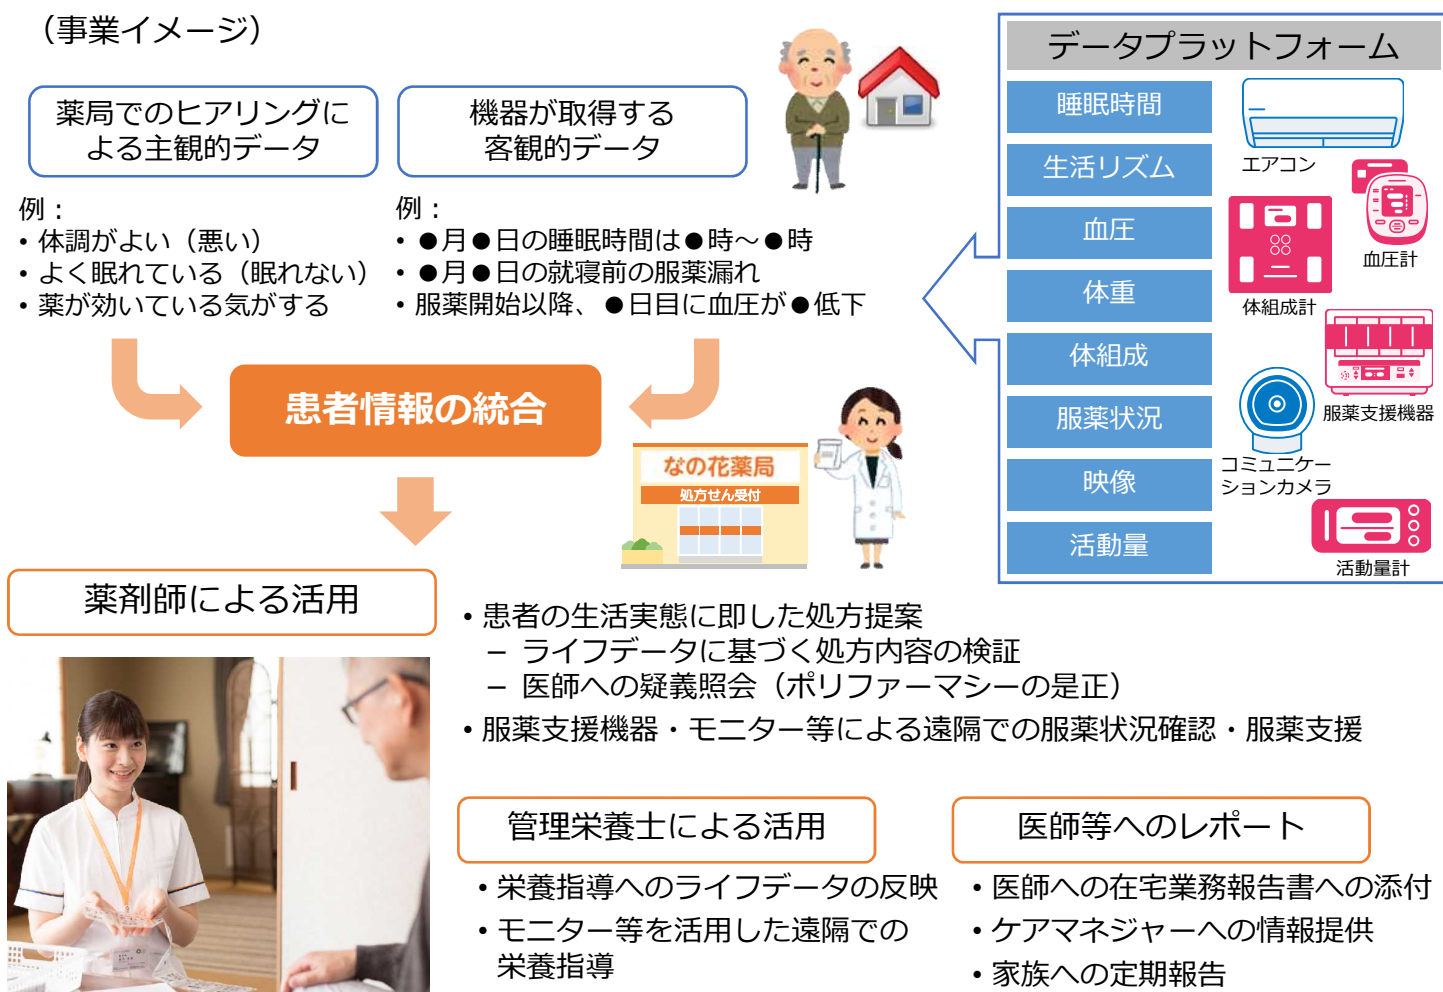 （事業イメージ）
薬局でのヒアリングに
よる主観的データ
機器が取得する
客観的データ
例：
・体調がよい（悪い）
・よく眠れている（眠れない）
・薬が効いている気がする
例：
・●月●日の睡眠時間は●時～●時
・●月●日の就寝前の服薬漏れ
・服薬開始以降、●日目に血圧が●低下
データプラットフォーム
睡眠時間
生活リズム
血圧
体重
体組成
服薬状況
映像
活動量
エアコン
血圧計
体組成計
服薬支援機器
コミュニケー
ションカメラ
活動量計
患者情報の統合
なの花薬局
処方せん受付
薬剤師による活用
・患者の生活実態に即した処方提案
－ ライフデータに基づく処方内容の検証
－ 医師への疑義照会（ポリファーマシーの是正）
・服薬支援機器・モニター等による遠隔での服薬状況確認・服薬支援
管理栄養士による活用
・栄養指導へのライフデータの反映
・モニター等を活用した遠隔での
栄養指導
医師等へのレポート
・医師への在宅業務報告書への添付
・ケアマネジャーへの情報提供
・家族への定期報告